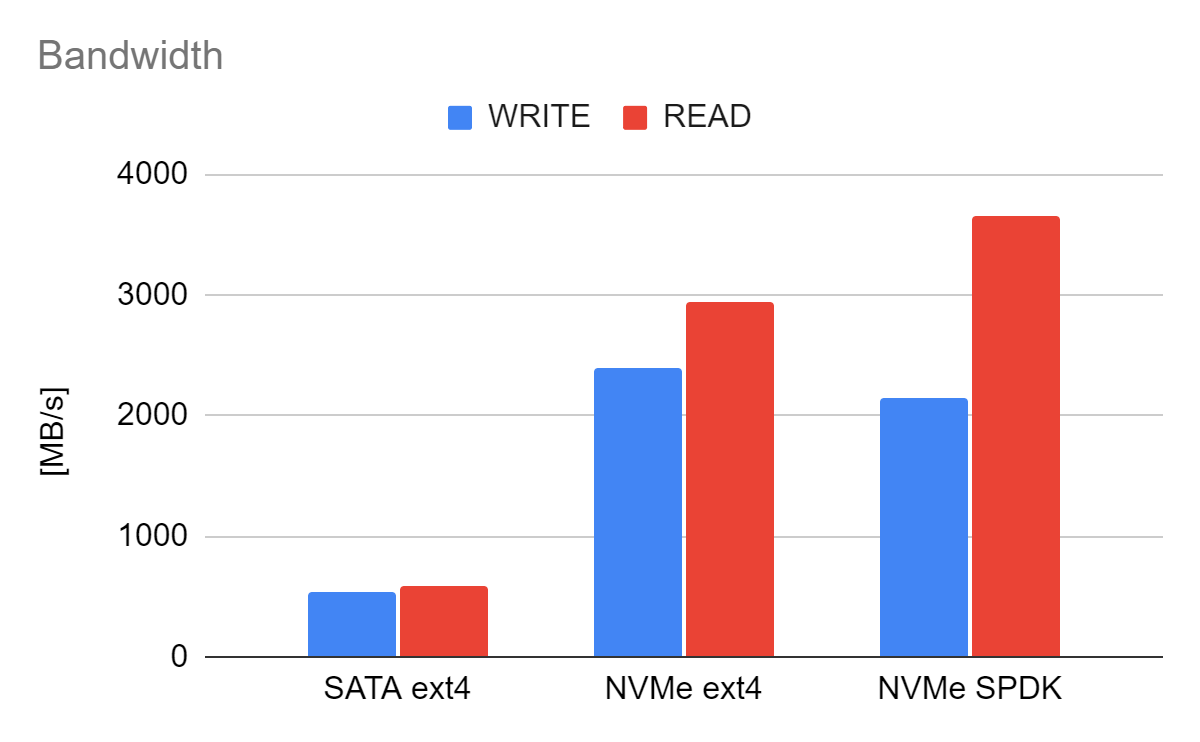 Bandwidth
WRITE READ
4000
3000
2000
1000
0
[MB/s]
SATA ext4 NVMe ext4 NVMe SPDK